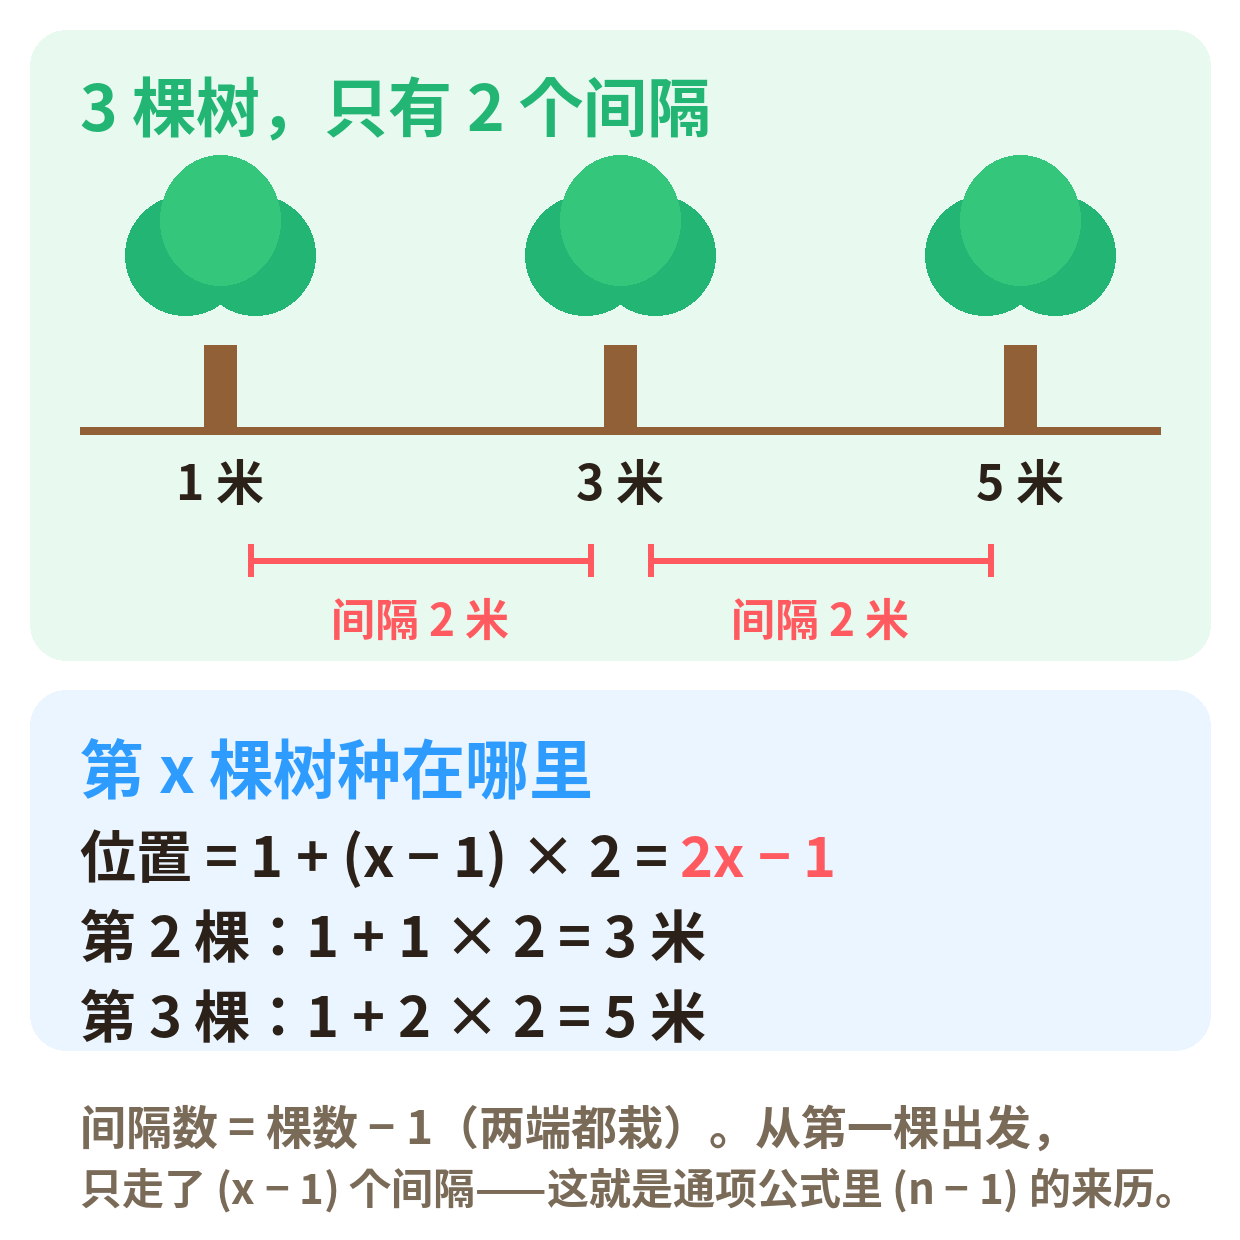 3 棵树，只有 2 个间隔
1 米
3 米
5 米
间隔 2 米
间隔 2 米
第 x 棵树种在哪里
位置 = 1 + (x − 1) × 2 = 2x − 1
第 2 棵：1 + 1 × 2 = 3 米
第 3 棵：1 + 2 × 2 = 5 米
间隔数 = 棵数 − 1（两端都栽）。从第一棵出发，
只走了 (x − 1) 个间隔——这就是通项公式里 (n − 1) 的来历。